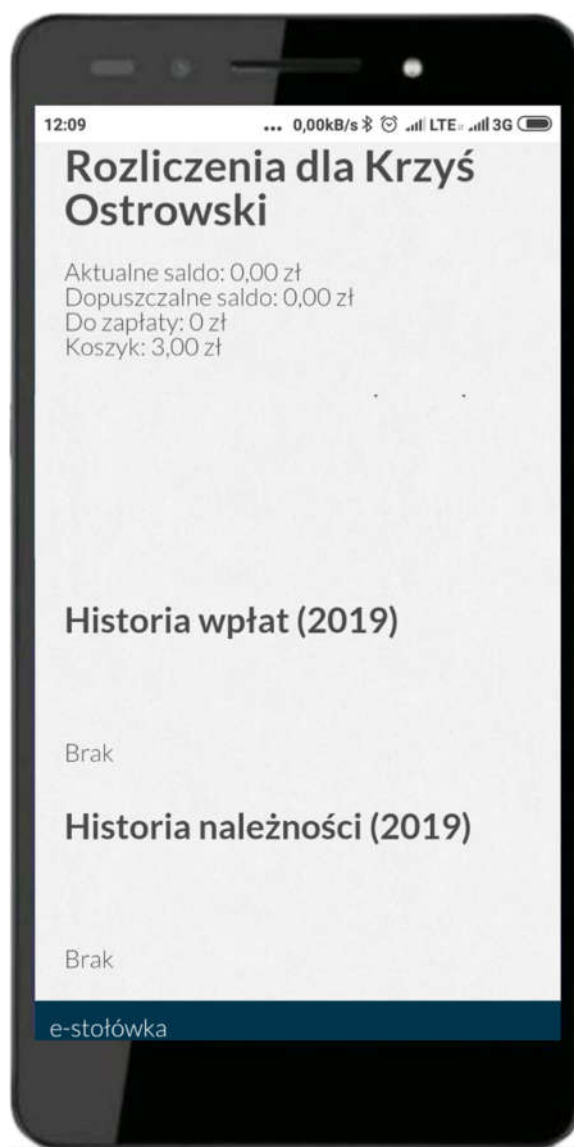 12:09 ... 0,00kB/s LTE 3G
Rozliczenia dla Krzyś
Ostrowski
Aktualne saldo: 0,00 zł
Dopuszczalne saldo: 0,00 zł
Do zapłaty: 0 zł
Koszyk: 3,00 zł
Historia wpłat (2019)
Brak
Historia należności (2019)
Brak
e-stołówka